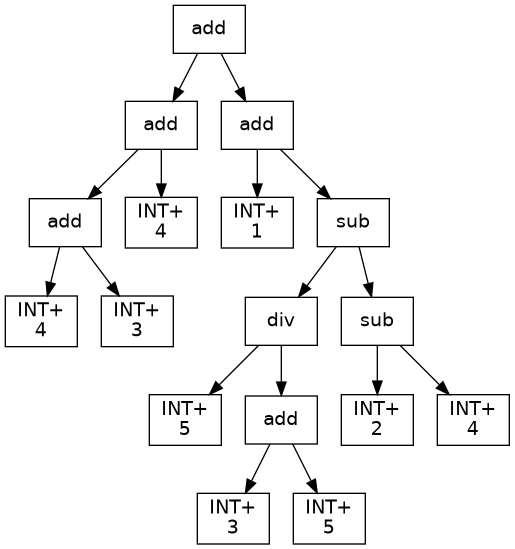 add
add
add
add
INT+
4
INT+
1
sub
INT+
4
INT+
3
div
sub
INT+
5
add
INT+
2
INT+
4
INT+
3
INT+
5